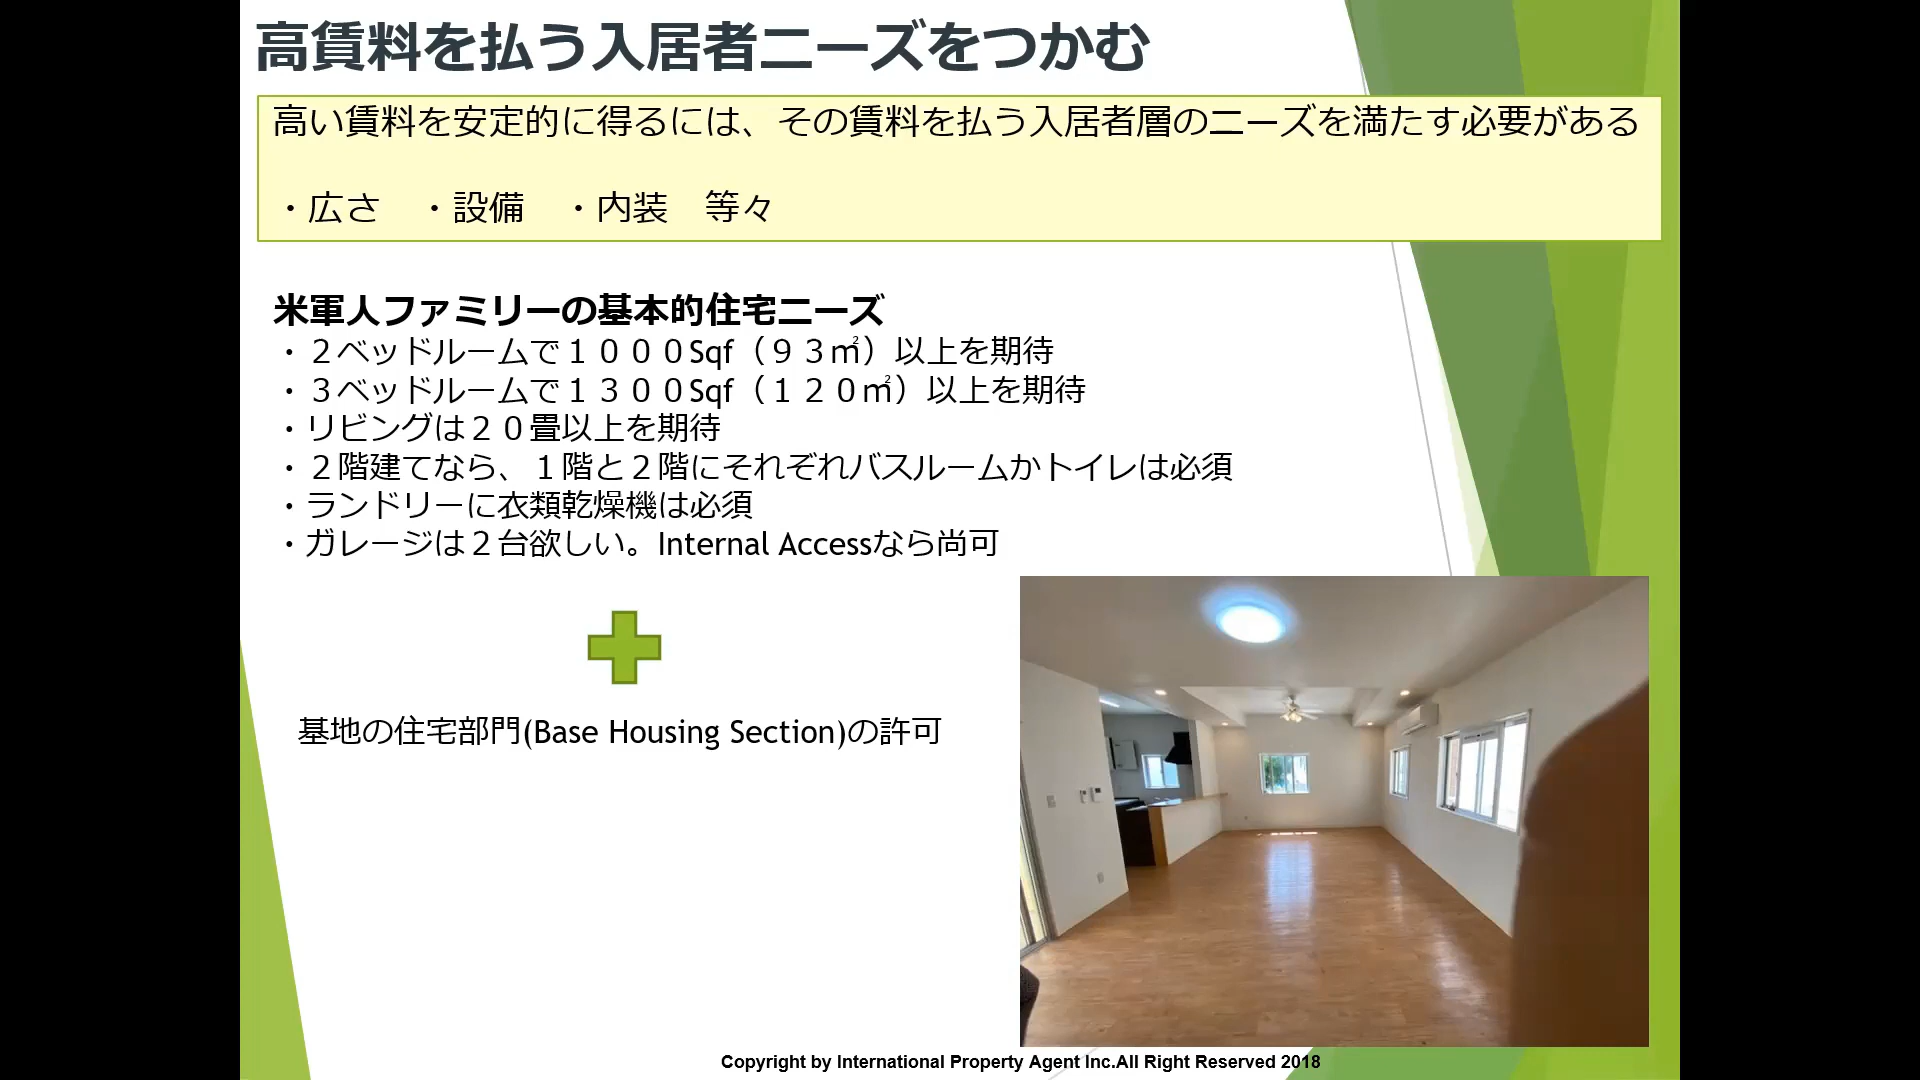 高賃料を払う入居者ニーズをつかむ
高い賃料を安定的に得るには、その賃料を払う入居者層のニーズを満たす必要がある
・広さ　・設備　・内装　等々
米軍人ファミリーの基本的住宅ニーズ
・２ベッドルームで１０００Sqf（９３㎡）以上を期待
・３ベッドルームで１３００Sqf（１２０㎡）以上を期待
・リビングは２０畳以上を期待
・２階建てなら、１階と２階にそれぞれバスルームかトイレは必須
・ランドリーに衣類乾燥機は必須
・ガレージは２台欲しい。Internal Accessなら尚可
基地の住宅部門(Base Housing Section)の許可
Copyright by International Property Agent Inc.All Right Reserved 2018